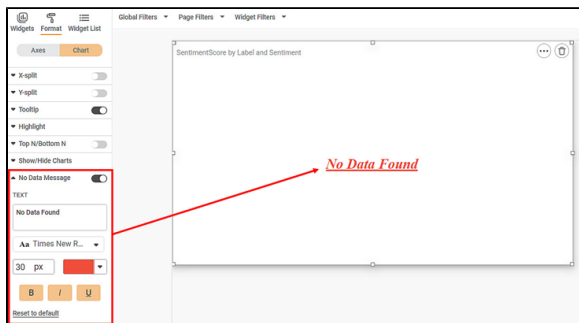 Widgets Format Widget List
Global Filters Page Filters Widget Filters
Axes Chart
SentimentScore by Label and Sentiment
X-split
Y-split
Tooltip
Highlight
Top N/Bottom N
Show/Hide Charts
No Data Message
No Data Found
TEXT
No Data Found
Aa Times New R...
30 px
B I U
Reset to default